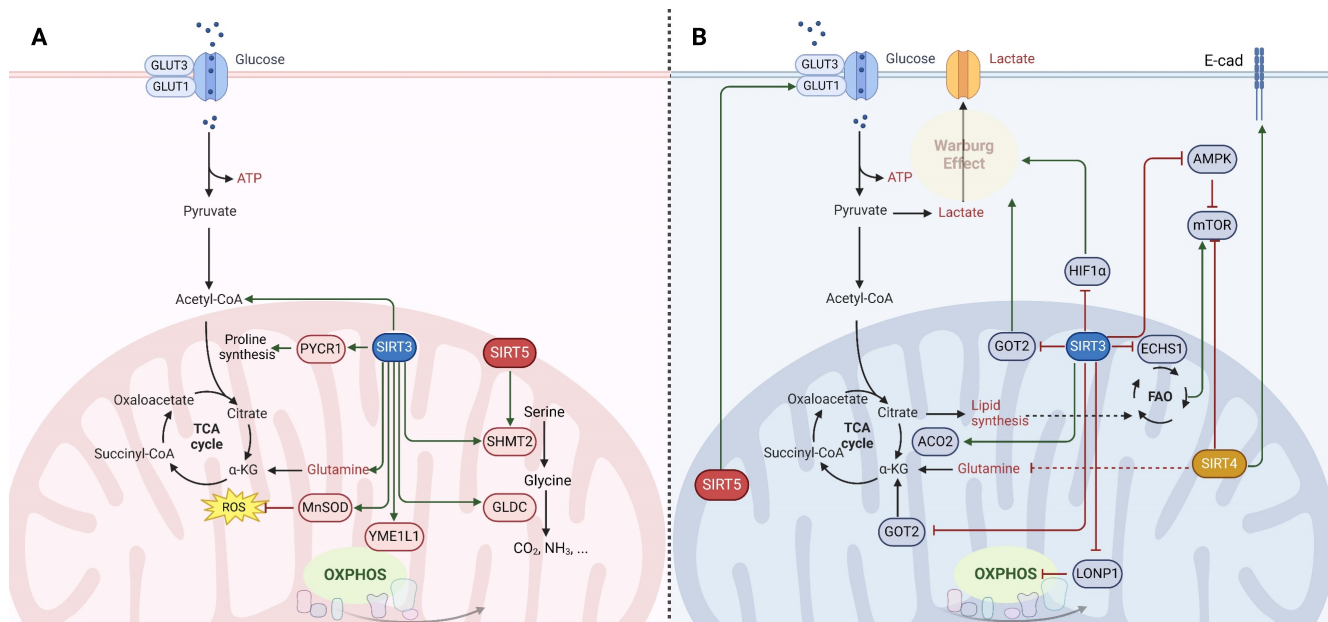 A
GLUT3
GLUT1
Glucose
ATP
Pyruvate
Acetyl-CoA
Proline
synthesis
PYCR1
SIRT3
SIRT5
Oxaloacetate
Citrate
TCA
cycle
Succinyl-CoA
α-KG
Glutamine
Serine
SHMT2
Glycine
GLDC
CO₂, NH₃, ...
ROS
MnSOD
YME1L1
OXPHOS
B
GLUT3
GLUT1
Glucose
Lactate
E-cad
Warburg
Effect
ATP
Pyruvate
Lactate
AMPK
mTOR
HIF1α
Acetyl-CoA
GOT2
SIRT3
ECHS1
FAO
Oxaloacetate
Citrate
Lipid
synthesis
TCA
cycle
ACO2
Succinyl-CoA
α-KG
Glutamine
SIRT4
SIRT5
GOT2
OXPHOS
LONP1